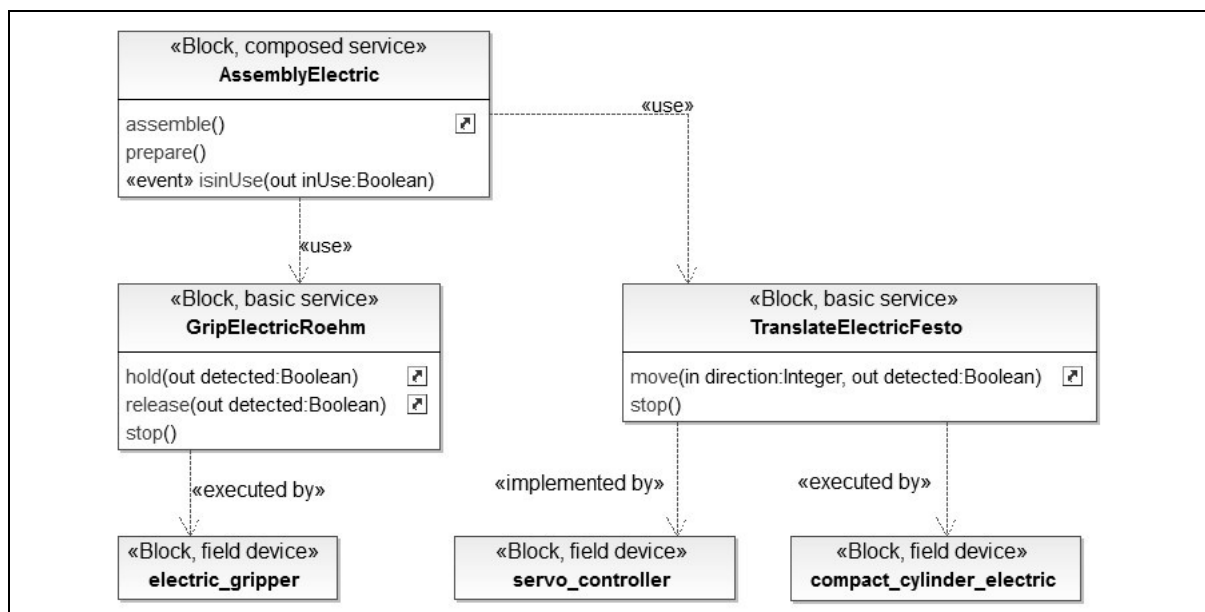 «Block, composed service»
AssemblyElectric
assemble()
prepare()
«event» isinUse(out inUse:Boolean)
«use»
«use»
«Block, basic service»
GripElectricRoehm
hold(out detected:Boolean)
release(out detected:Boolean)
stop()
«Block, basic service»
TranslateElectricFesto
move(in direction:Integer, out detected:Boolean)
stop()
«executed by»
«implemented by»
«executed by»
«Block, field device»
electric_gripper
«Block, field device»
servo_controller
«Block, field device»
compact_cylinder_electric